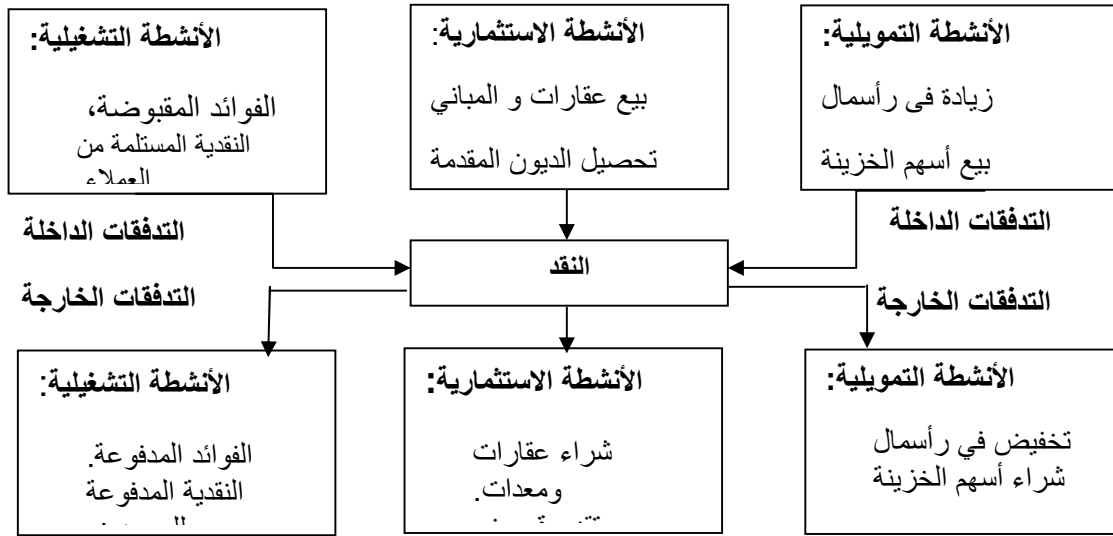 الأنشطة التمويلية:
زيادة فى رأسمال
بيع أسهم الخزينة
الأنشطة الاستثمارية:
بيع عقارات و المباني
تحصيل الديون المقدمة
الأنشطة التشغيلية:
الفوائد المقبوضة،
النقدية المستلمة من
العملاء
التدفقات الداخلة
التدفقات الداخلة
النقد
التدفقات الخارجة
التدفقات الخارجة
الأنشطة التمويلية:
تخفيض في رأسمال
شراء أسهم الخزينة
الأنشطة الاستثمارية:
شراء عقارات
ومعدات.
الأنشطة التشغيلية:
الفوائد المدفوعة.
النقدية المدفوعة